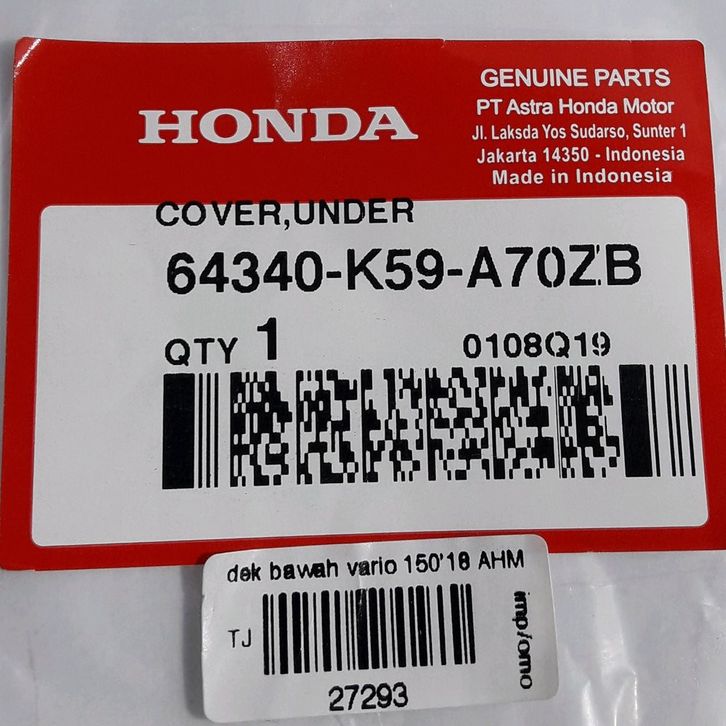 HONDA
GENUINE PARTS
PT Astra Honda Motor
Jl. Laksda Yos Sudarso, Sunter 1
Jakarta 14350 - Indonesia
Made in Indonesia
COVER,UNDER
64340-K59-A70ZB
QTY 1
0108Q19
dek bawah vario 150'18 AHM
TJ
imp/omo
27293